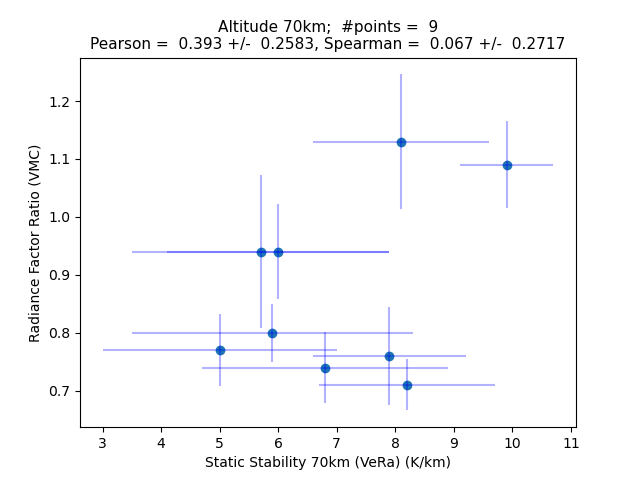 Altitude 70km;  #points =  9
Pearson =  0.393 +/-  0.2583, Spearman =  0.067 +/-  0.2717
1.2
1.1
1.0
0.9
0.8
0.7
Radiance Factor Ratio (VMC)
3 4 5 6 7 8 9 10 11
Static Stability 70km (VeRa) (K/km)